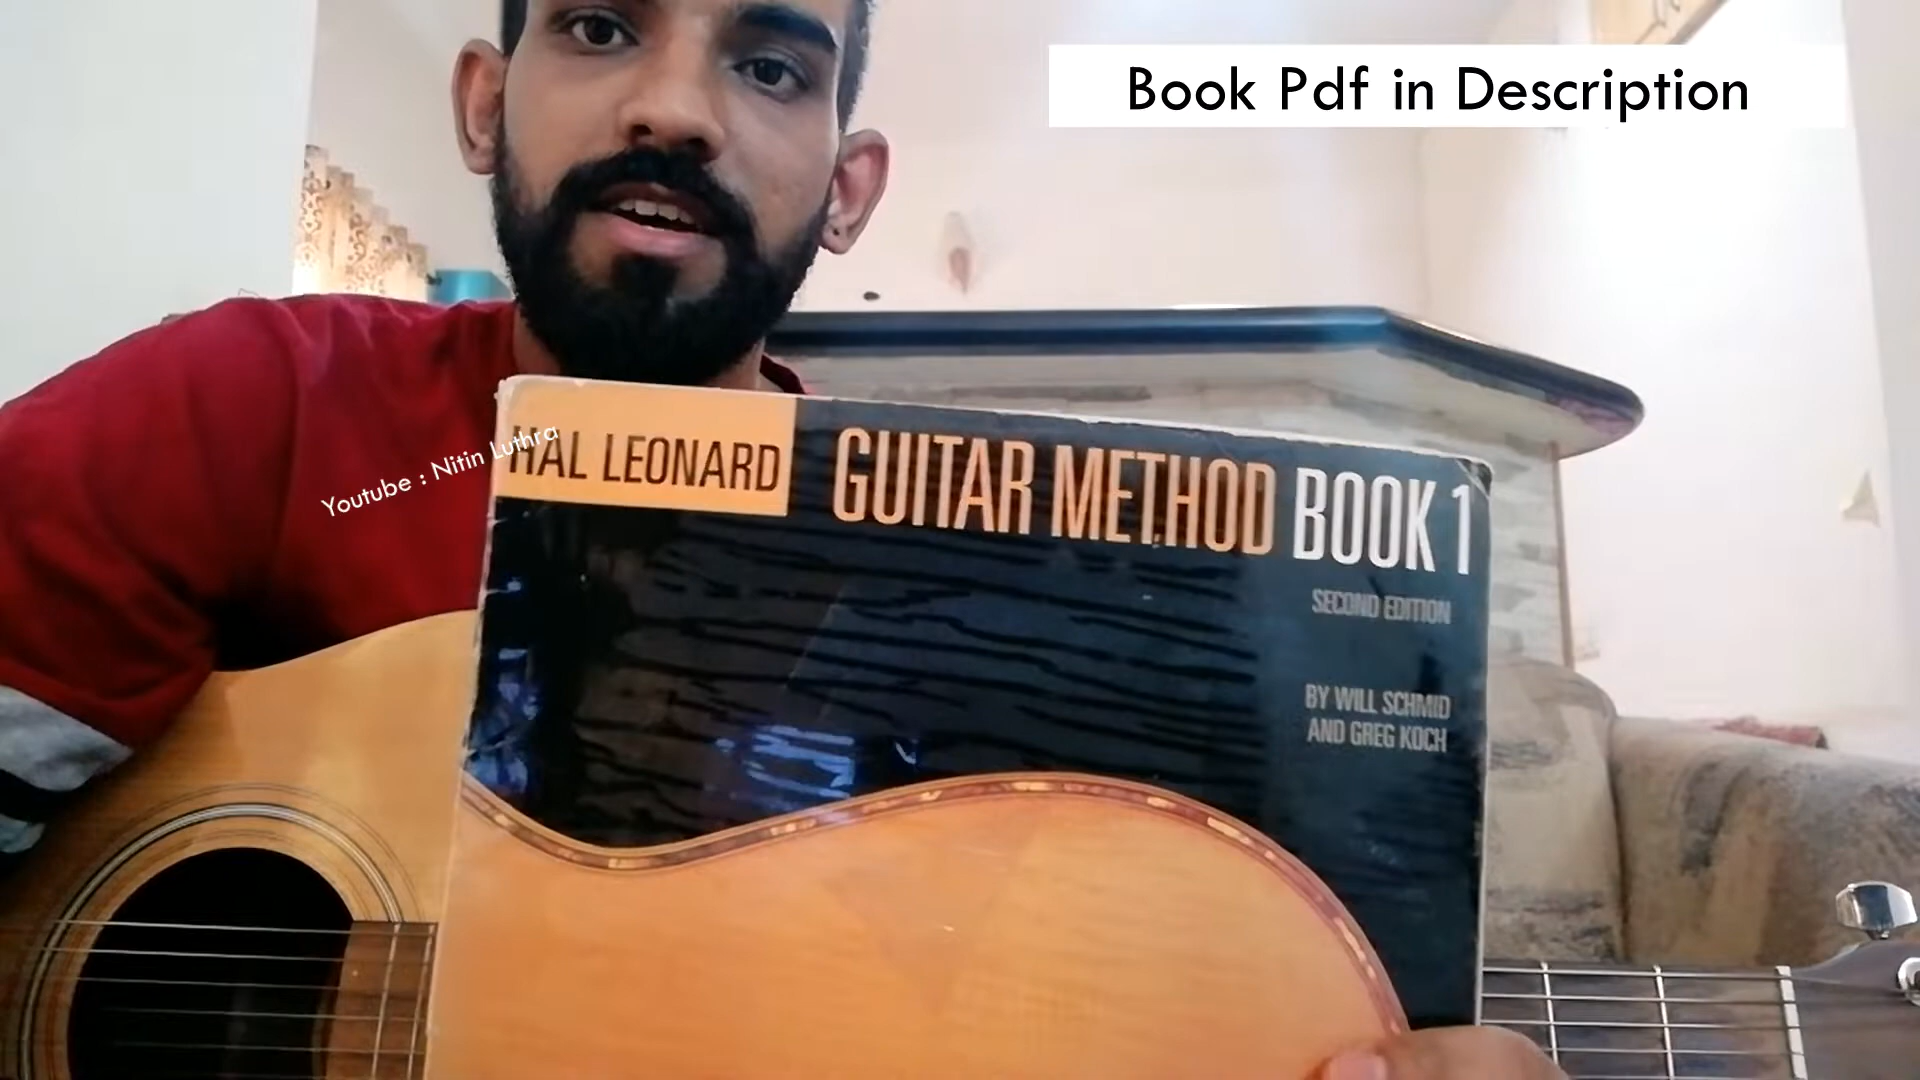 Book Pdf in Description
Youtube : Nitin Luthra
HAL LEONARD
GUITAR METHOD BOOK 1
SECOND EDITION
BY WILL SCHMID
AND GREG KOCH